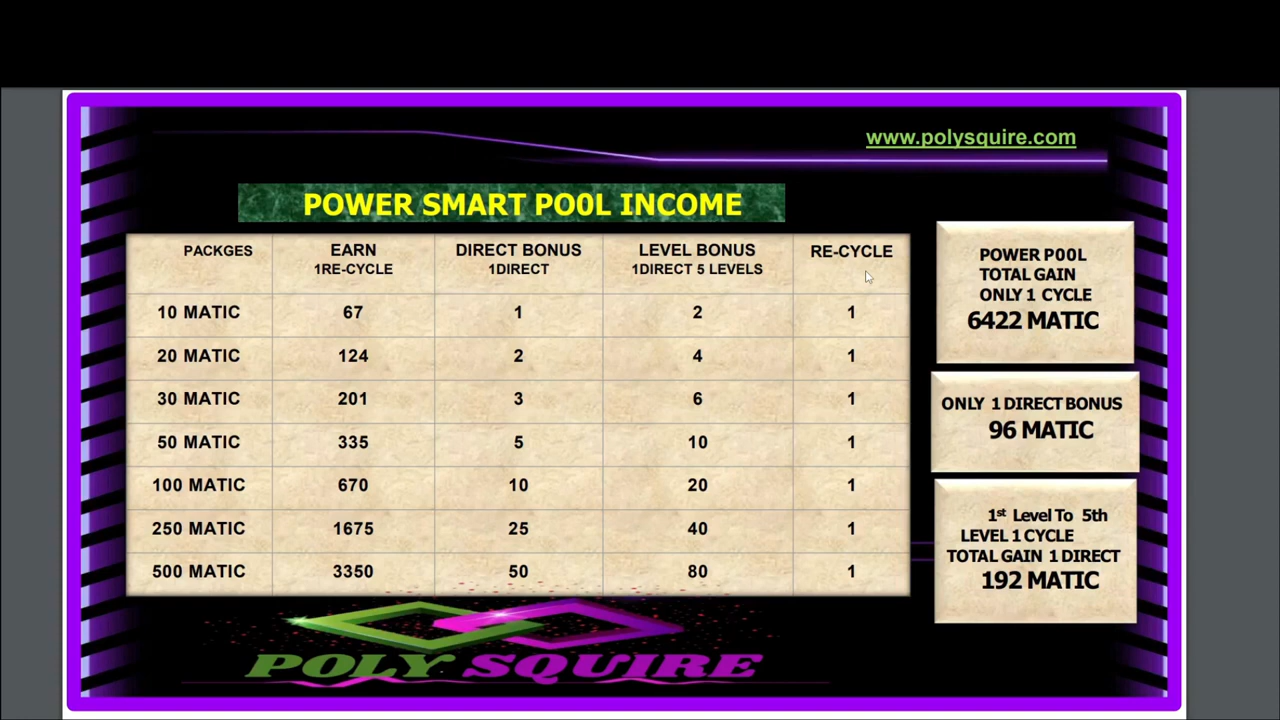 www.polysquire.com
POWER SMART PO0L INCOME
PACKGES EARN DIRECT BONUS LEVEL BONUS RE-CYCLE
1RE-CYCLE 1DIRECT 1DIRECT 5 LEVELS
10 MATIC 67 1 2 1
20 MATIC 124 2 4 1
30 MATIC 201 3 6 1
50 MATIC 335 5 10 1
100 MATIC 670 10 20 1
250 MATIC 1675 25 40 1
500 MATIC 3350 50 80 1
POWER P00L
TOTAL GAIN
ONLY 1 CYCLE
6422 MATIC
ONLY 1 DIRECT BONUS
96 MATIC
1st Level To 5th
LEVEL 1 CYCLE
TOTAL GAIN 1 DIRECT
192 MATIC
POLY SQUIRE